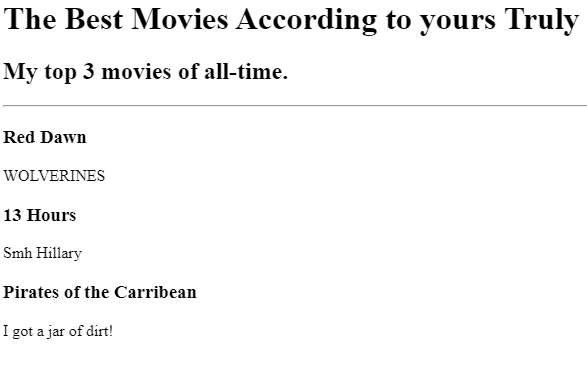 The Best Movies According to yours Truly
My top 3 movies of all-time.
Red Dawn
WOLVERINES
13 Hours
Smh Hillary
Pirates of the Carribean
I got a jar of dirt!